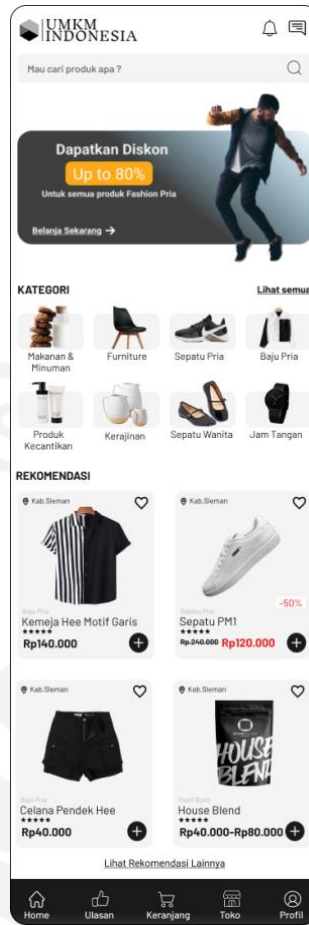 UMKM
INDONESIA
Mau cari produk apa ?
Dapatkan Diskon
Up to 80%
Untuk semua produk Fashion Pria
Belanja Sekarang →
KATEGORI
Lihat semua
Makanan &
Minuman
Furniture
Sepatu Pria
Baju Pria
Produk
Kecantikan
Kerajinan
Sepatu Wanita
Jam Tangan
REKOMENDASI
Kab.Sleman
Baju Pria
Kemeja Hee Motif Garis
Rp140.000
Kab.Sleman
-50%
Sepatu Pria
Sepatu PM1
Rp.240.000 Rp120.000
Kab.Sleman
Baju Pria
Celana Pendek Hee
Rp40.000
Kab.Sleman
HOUSE
BLEND
House Blend
Rp40.000-Rp80.000
Lihat Rekomendasi Lainnya
Home
Ulasan
Keranjang
Toko
Profil